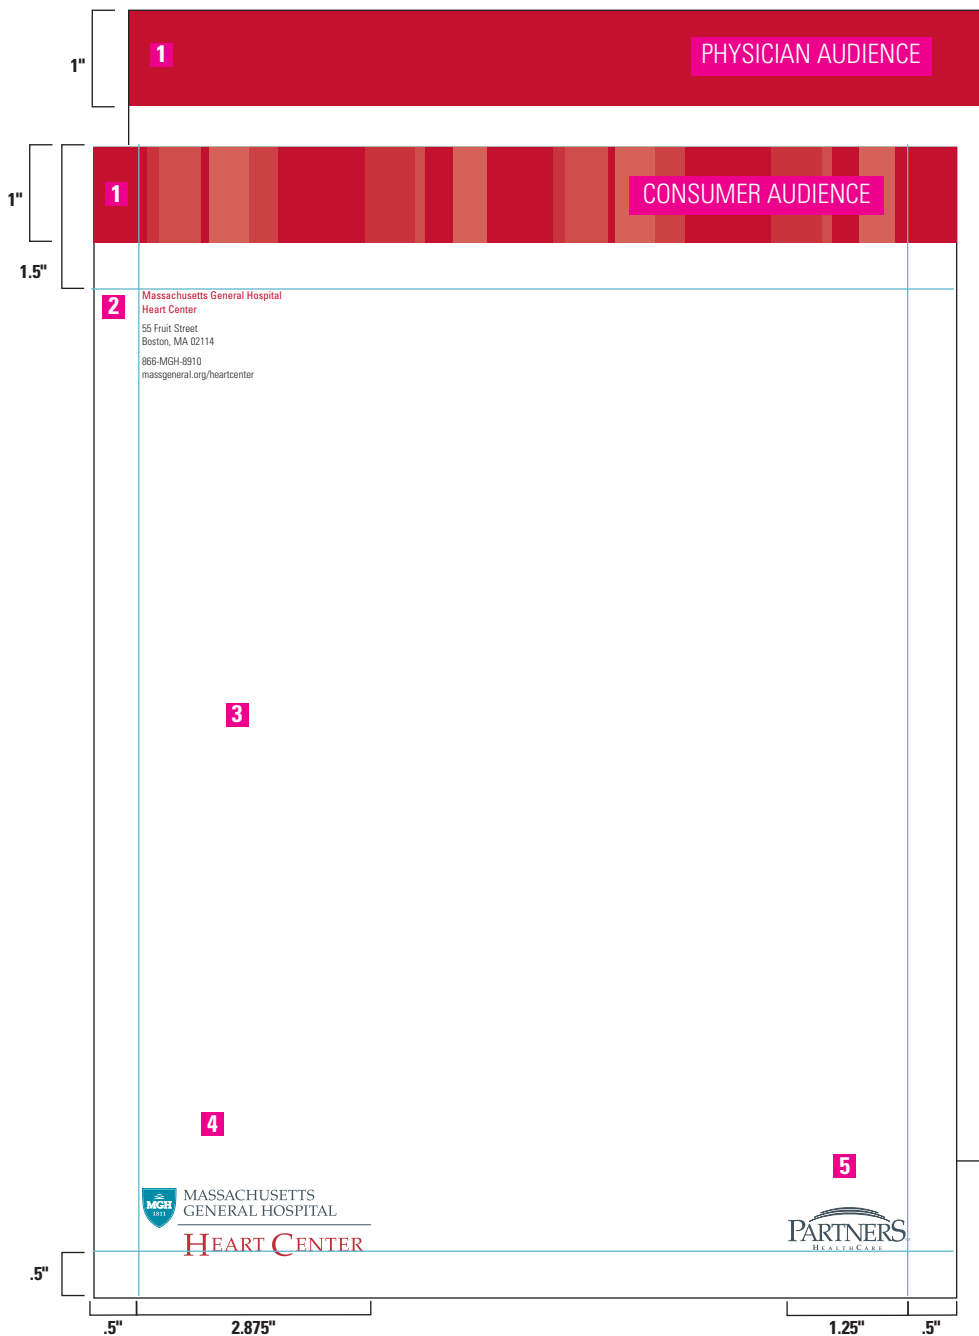 1"
1
PHYSICIAN AUDIENCE
1"
1
CONSUMER AUDIENCE
1.5"
2
Massachusetts General Hospital
Heart Center
55 Fruit Street
Boston, MA 02114
866-MGH-8910
massgeneral.org/heartcenter
3
4
5
MGH
1811
MASSACHUSETTS
GENERAL HOSPITAL
HEART CENTER
PARTNERS
HEALTHCARE
.5"
.5"
2.875"
1.25"
.5"